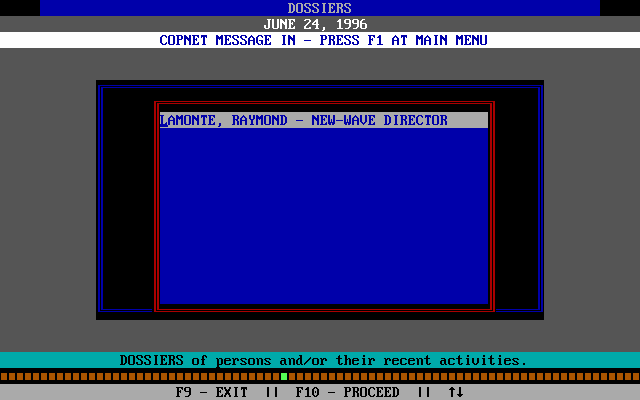 DOSSIERS
JUNE 24, 1996
COPNET MESSAGE IN - PRESS F1 AT MAIN MENU
LAMONTE, RAYMOND - NEW-WAVE DIRECTOR
DOSSIERS of persons and/or their recent activities.
F9 - EXIT || F10 - PROCEED || ↑↓